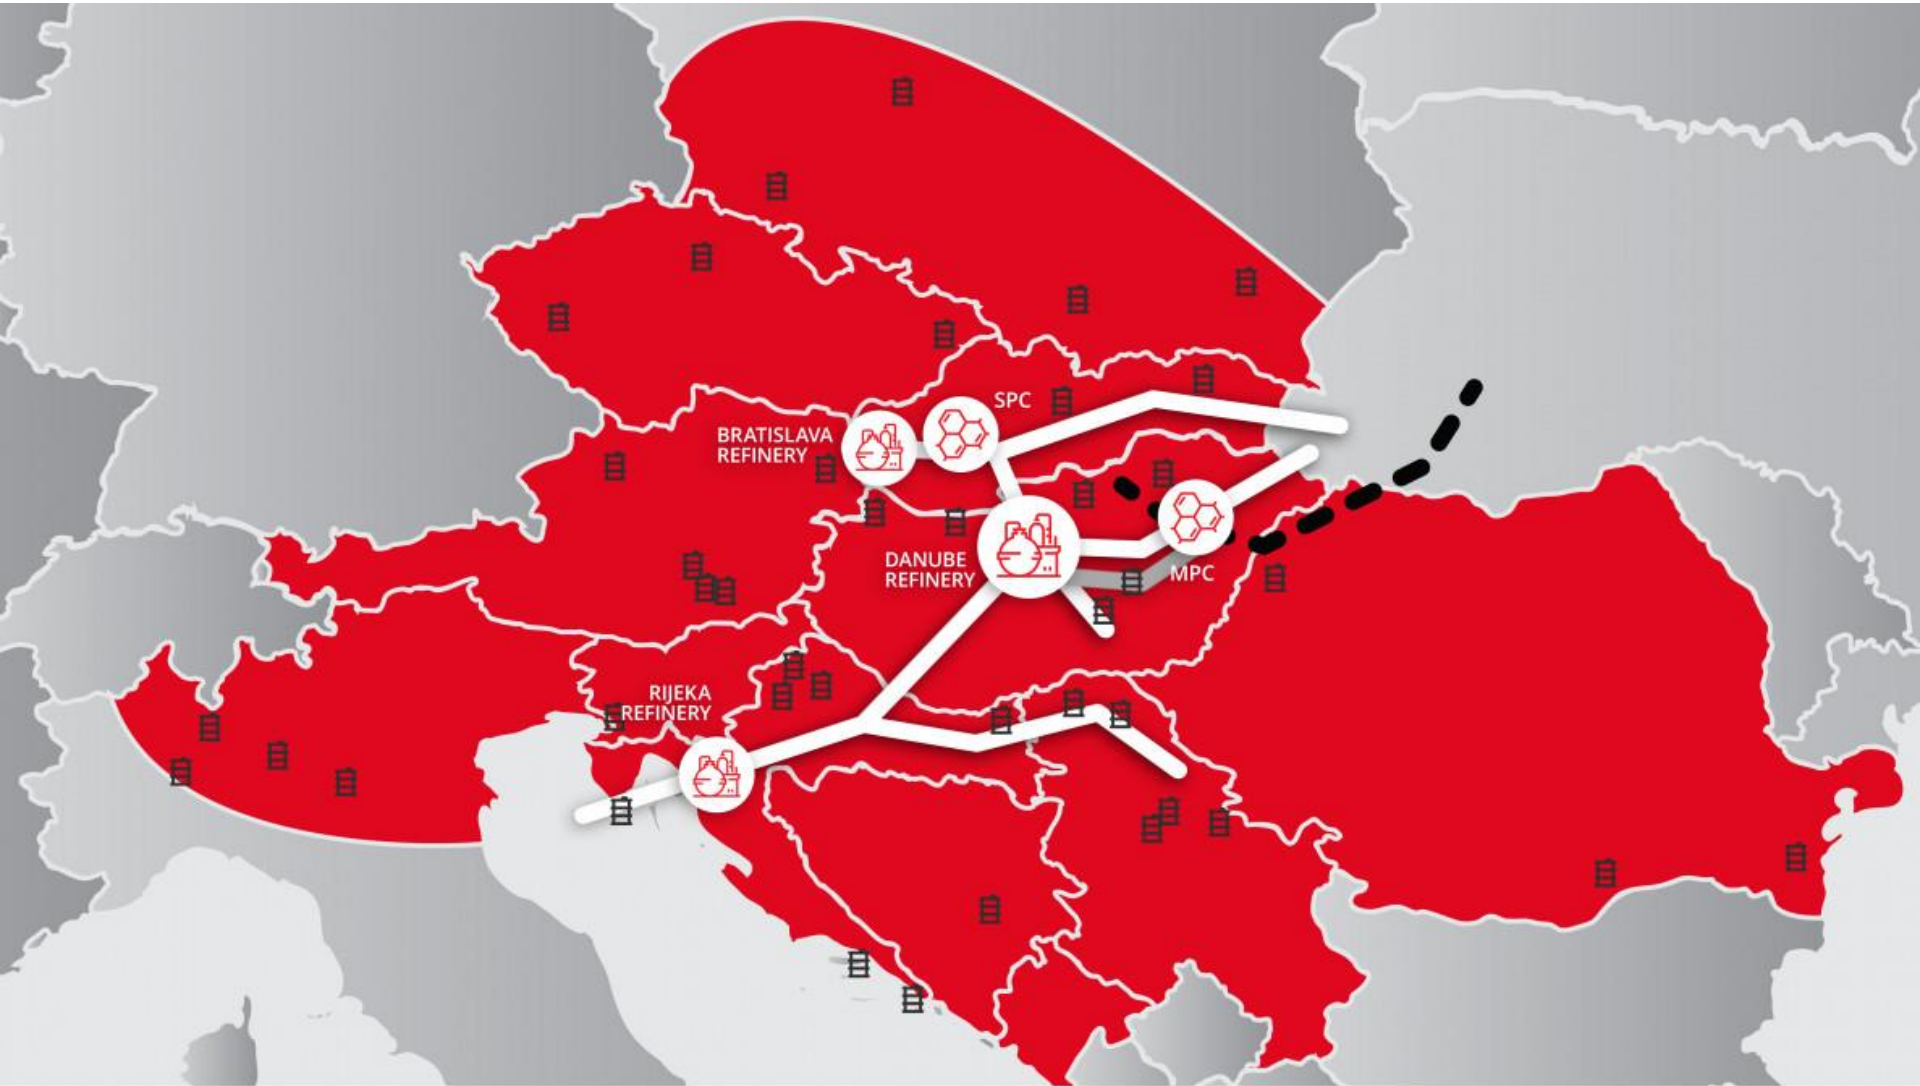 SPC
BRATISLAVA
REFINERY
DANUBE
REFINERY
MPC
RIJEKA
REFINERY